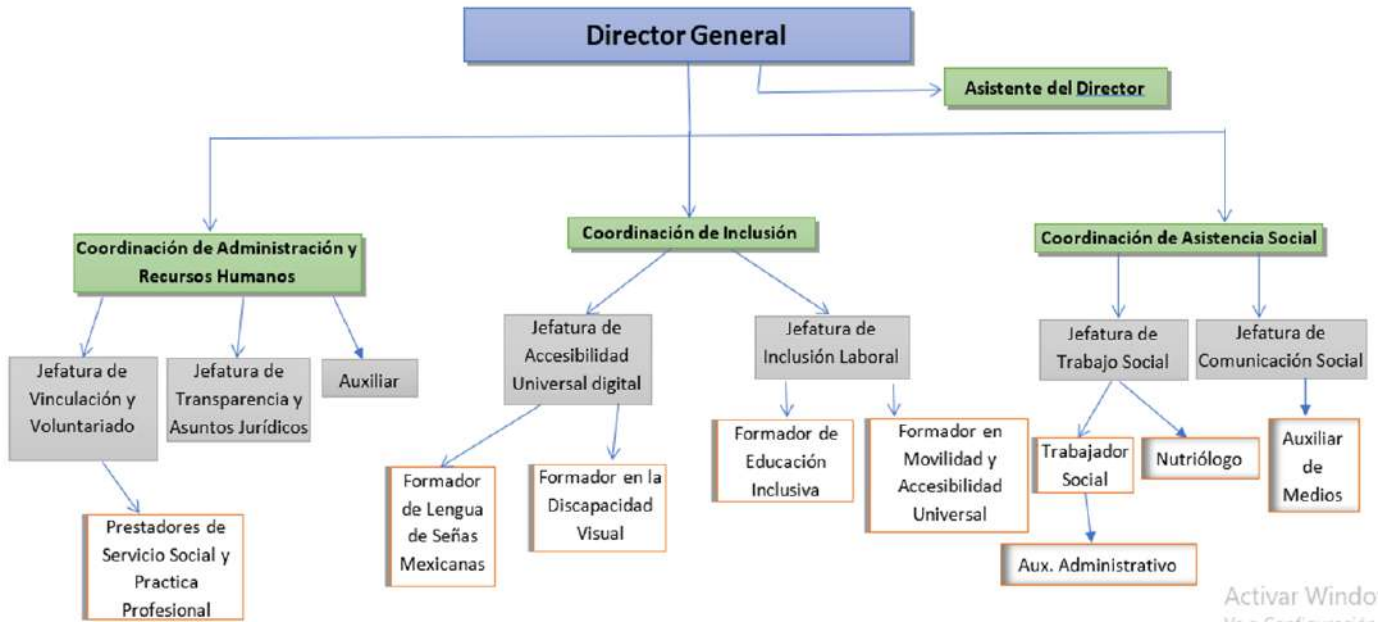 Director General
Asistente del Director
Coordinación de Administración y
Recursos Humanos
Coordinación de Inclusión
Coordinación de Asistencia Social
Jefatura de
Vinculación y
Voluntariado
Jefatura de
Transparencia y
Asuntos Jurídicos
Auxiliar
Jefatura de
Accesibilidad
Universal digital
Jefatura de
Inclusión Laboral
Jefatura de
Trabajo Social
Jefatura de
Comunicación Social
Prestadores de
Servicio Social y
Practica
Profesional
Formador
de Lengua
de Señas
Mexicanas
Formador en la
Discapacidad
Visual
Formador de
Educación
Inclusiva
Formador en
Movilidad y
Accesibilidad
Universal
Trabajador
Social
Nutriólogo
Auxiliar
de
Medios
Aux. Administrativo
Activar Windo